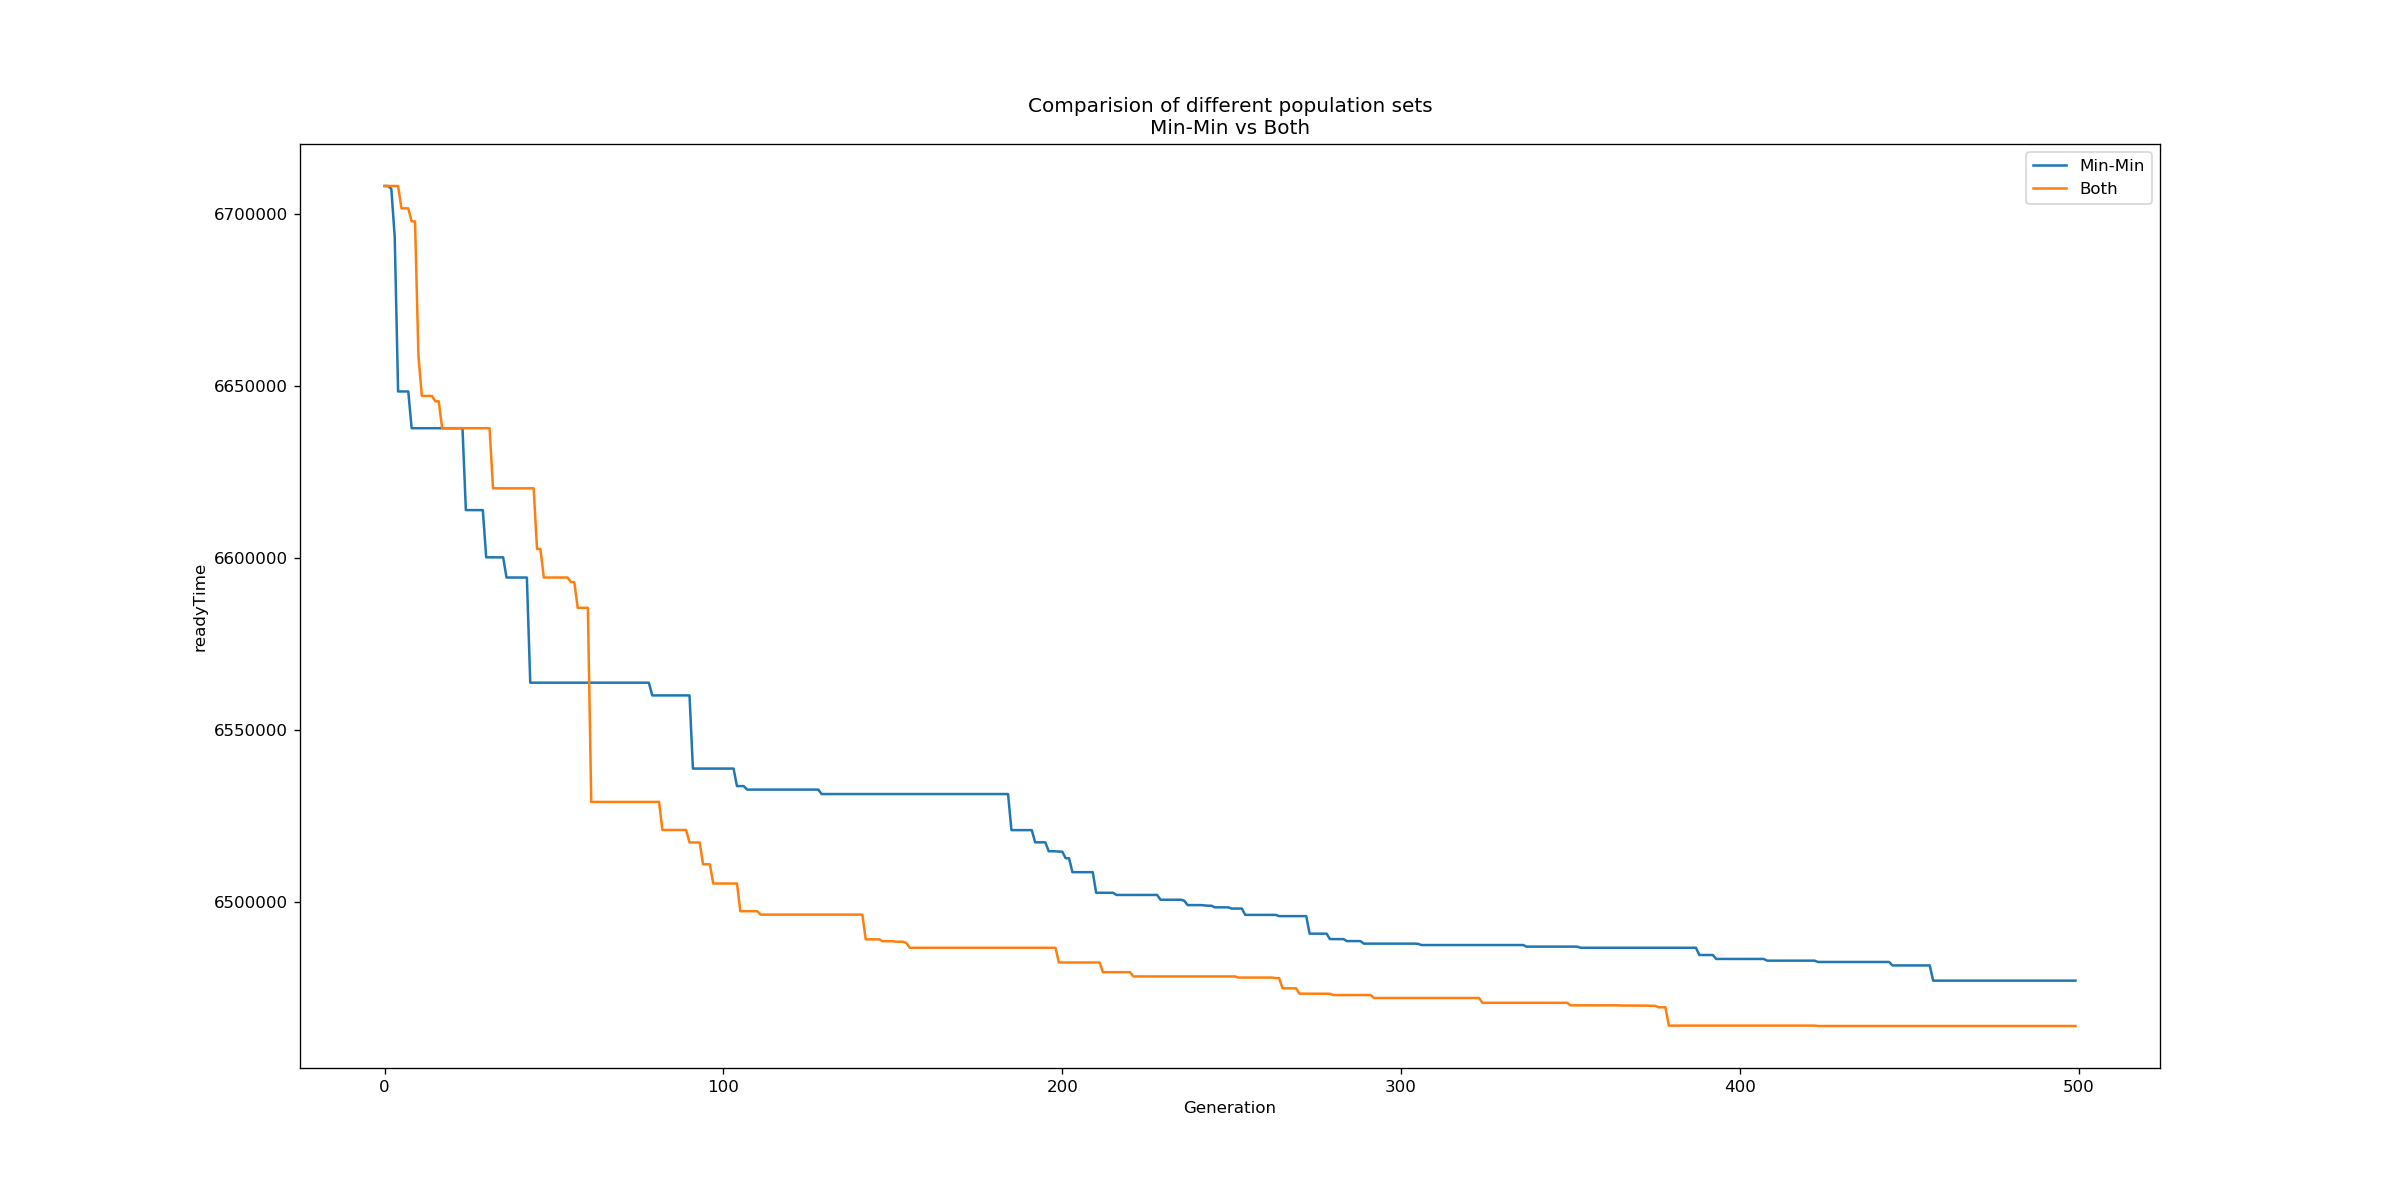 Comparision of different population sets
Min-Min vs Both
Min-Min
Both
6700000
6650000
6600000
6550000
6500000
readyTime
0
100
200
300
400
500
Generation